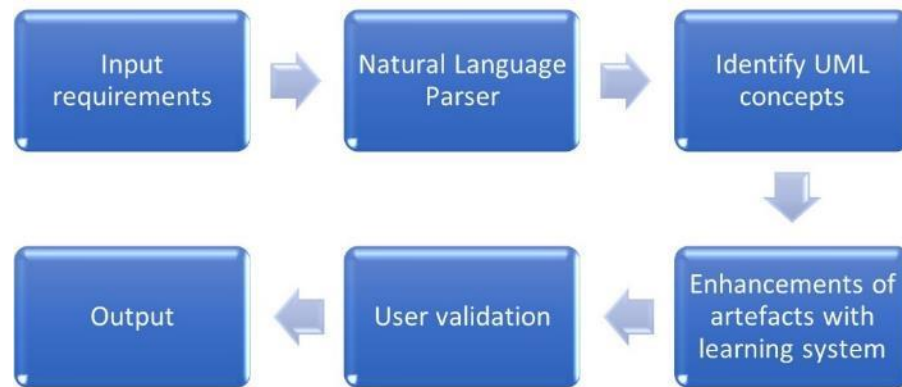 Input
requirements
Natural Language
Parser
Identify UML
concepts
Enhancements of
artefacts with
learning system
User validation
Output